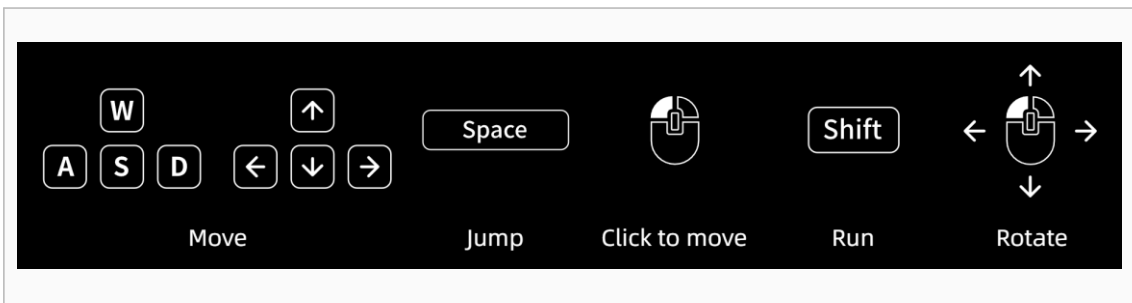 W
A S D
Space
Shift
Move
Jump
Click to move
Run
Rotate